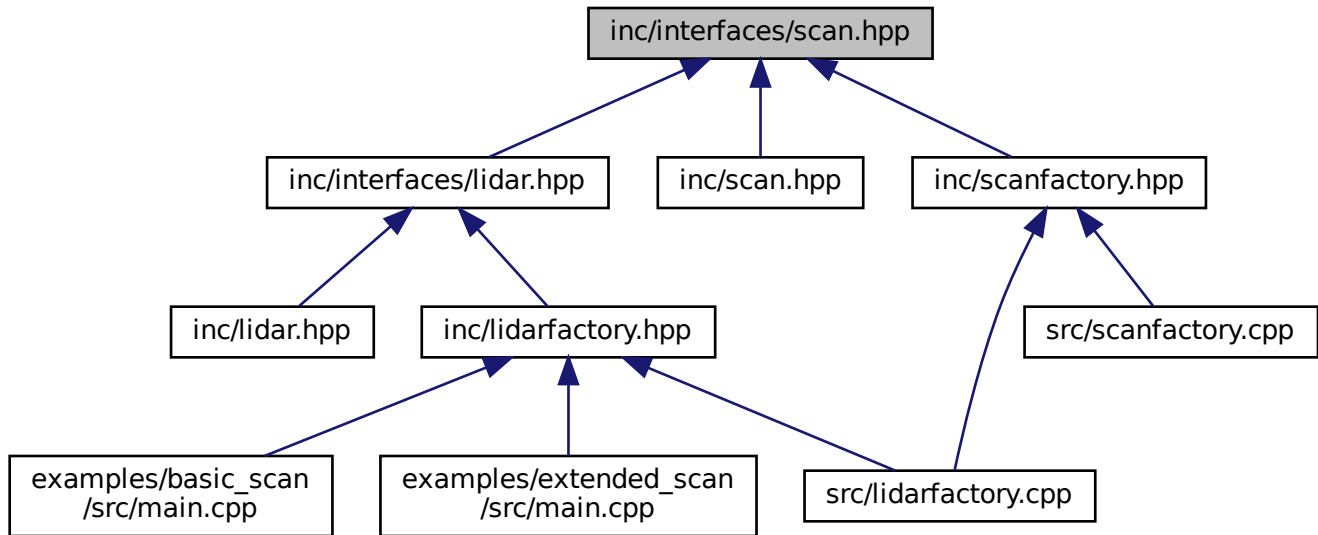 inc/interfaces/scan.hpp
inc/interfaces/lidar.hpp
inc/scan.hpp
inc/scanfactory.hpp
inc/lidar.hpp
inc/lidarfactory.hpp
src/scanfactory.cpp
examples/basic_scan
/src/main.cpp
examples/extended_scan
/src/main.cpp
src/lidarfactory.cpp